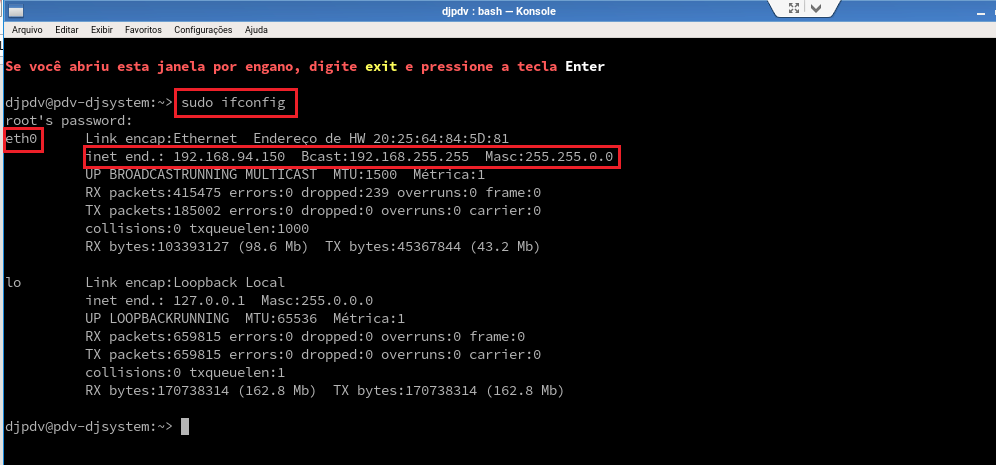 djpdv : bash — Konsole
Arquivo Editar Exibir Favoritos Configurações Ajuda
Se você abriu esta janela por engano, digite exit e pressione a tecla Enter
djpdv@pdv-djsystem:~> sudo ifconfig
root's password:
eth0 Link encap:Ethernet Endereço de HW 20:25:64:84:5D:81
inet end.: 192.168.94.150 Bcast:192.168.255.255 Masc:255.255.0.0
UP BROADCASTRUNNING MULTICAST MTU:1500 Métrica:1
RX packets:415475 errors:0 dropped:239 overruns:0 frame:0
TX packets:185002 errors:0 dropped:0 overruns:0 carrier:0
collisions:0 txqueuelen:1000
RX bytes:103393127 (98.6 Mb) TX bytes:45367844 (43.2 Mb)
lo Link encap:Loopback Local
inet end.: 127.0.0.1 Masc:255.0.0.0
UP LOOPBACKRUNNING MTU:65536 Métrica:1
RX packets:659815 errors:0 dropped:0 overruns:0 frame:0
TX packets:659815 errors:0 dropped:0 overruns:0 carrier:0
collisions:0 txqueuelen:1
RX bytes:170738314 (162.8 Mb) TX bytes:170738314 (162.8 Mb)
djpdv@pdv-djsystem:~>